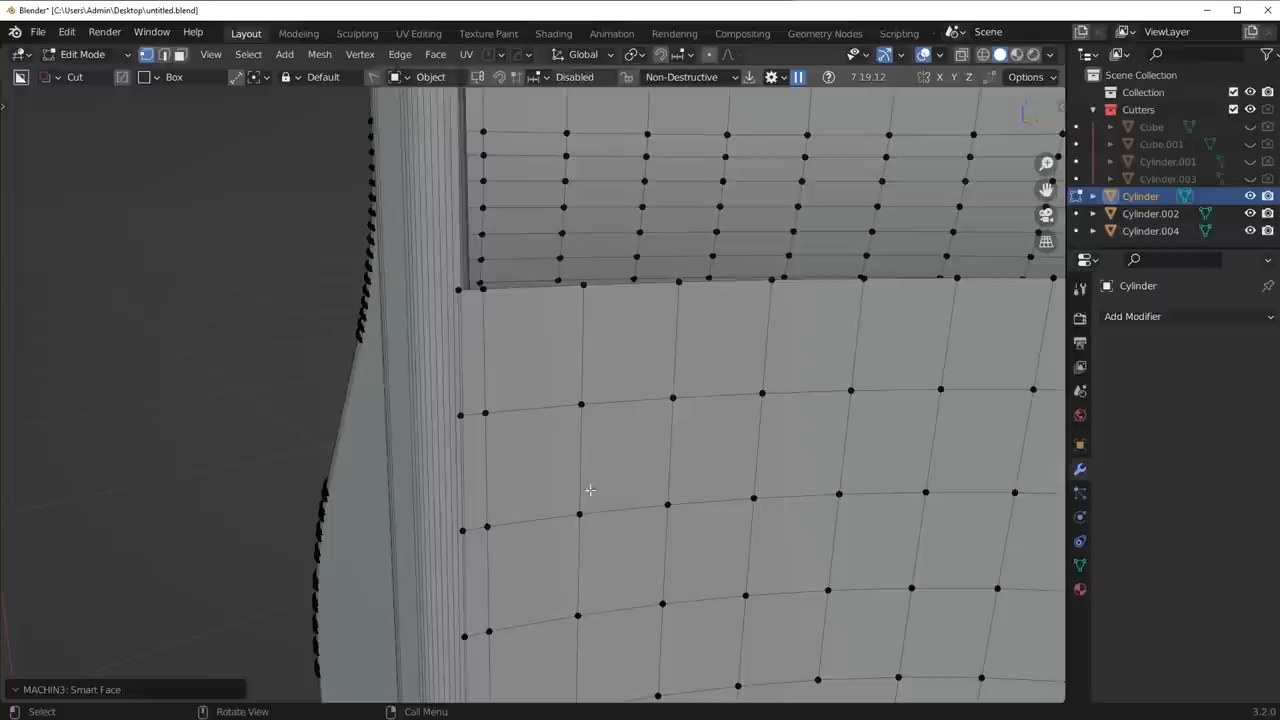 Blender* [C:\Users\Admin\Desktop\untitled.blend]
File Edit Render Window Help Layout Modeling Sculpting UV Editing Texture Paint Shading Animation Rendering Compositing Geometry Nodes Scripting Scene ViewLayer
Edit Mode View Select Add Mesh Vertex Edge Face UV Global
Cut Box Default Object Disabled Non-Destructive 7 19.12 X Y Z Options
Scene Collection
Collection
Cutters
Cube
Cube.001
Cylinder.001
Cylinder.003
Cylinder
Cylinder.002
Cylinder.004
Cylinder
Add Modifier
MACHIN3: Smart Face
Select Rotate View Call Menu 3.2.0